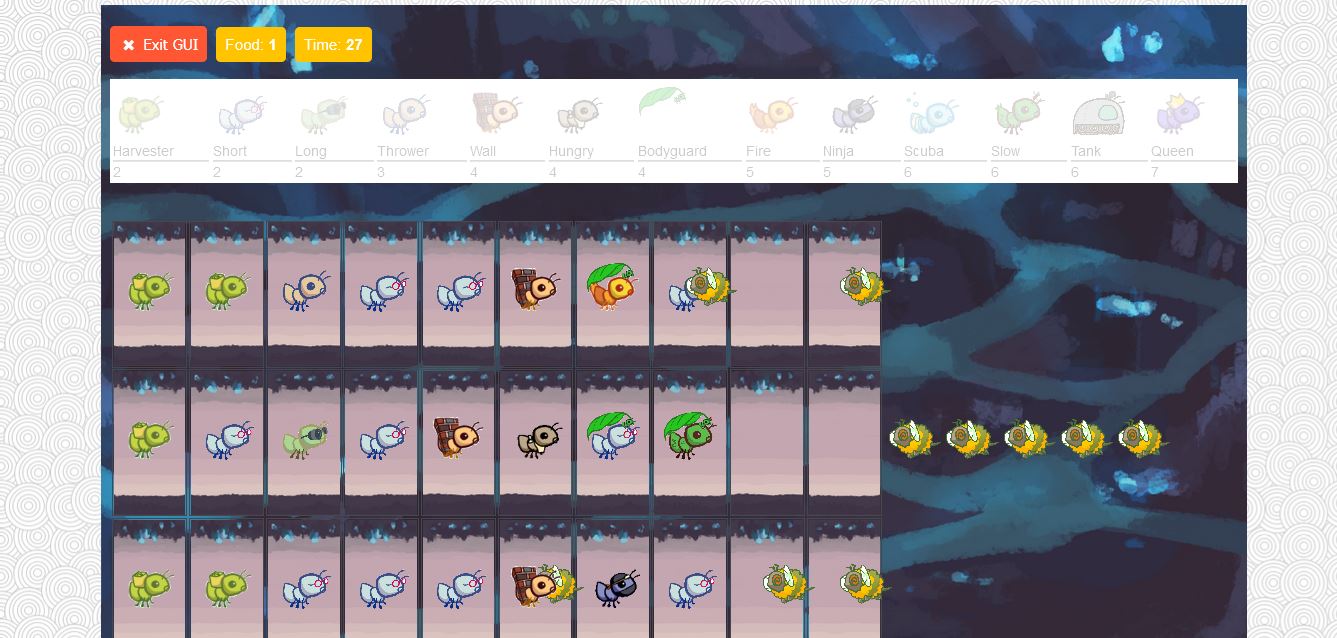 ✖ Exit GUI Food: 1 Time: 27
Harvester Short Long Thrower Wall Hungry Bodyguard Fire Ninja Scuba Slow Tank Queen
2 2 2 3 4 4 4 5 5 6 6 6 7